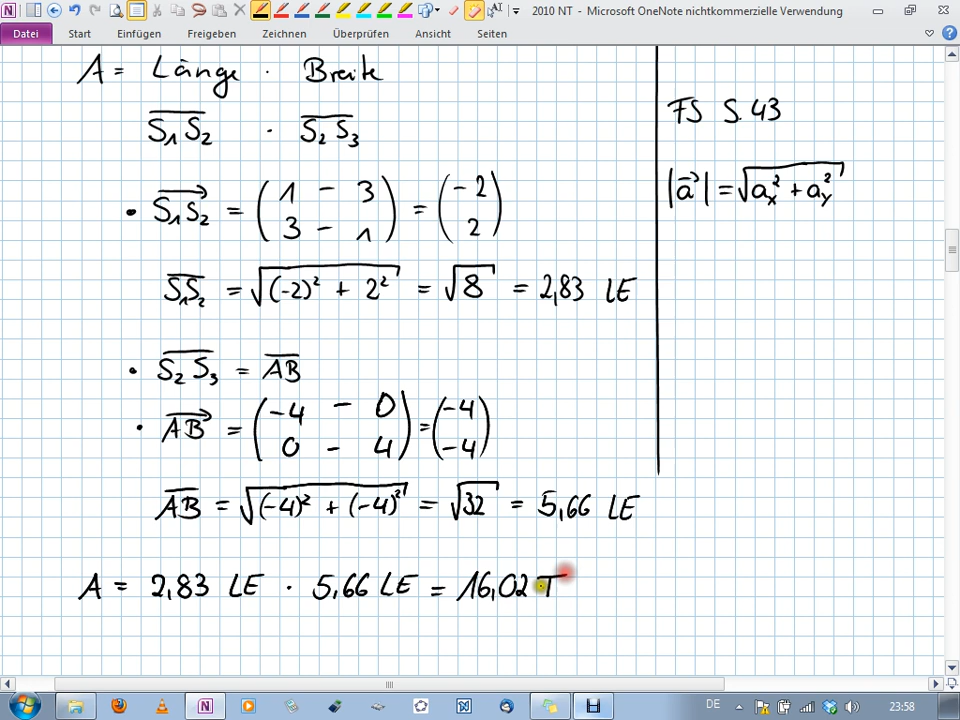 2010 NT - Microsoft OneNote nichtkommerzielle Verwendung
Datei Start Einfügen Freigeben Zeichnen Überprüfen Ansicht Seiten
A = Länge · Breite
S₁S₂ · S₂S₃
• S₁S₂ = (1 - 3 3 - 1) = (-2 2)
S₁S₂ = √(-2)² + 2² = √8 = 2,83 LE
• S₂S₃ = AB
• AB = (-4 - 0 0 - 4) = (-4 -4)
AB = √(-4)² + (-4)² = √32 = 5,66 LE
A = 2,83 LE · 5,66 LE = 16,02 T
FS S. 43
|a| = √aₓ² + aᵧ²
DE 23:58